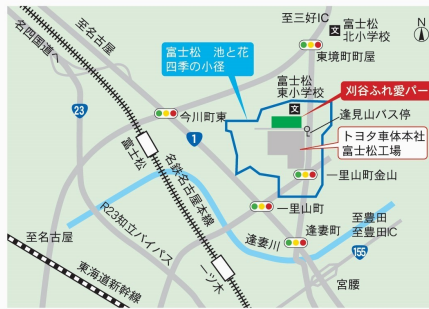 至三好IC
N
富士松
北小学校
文
至名古屋
名四国道へ
東境町町屋
富士松 池と花
四季の小径
富士松
東小学校
文
刈谷ふれ愛パー
23
今川町東
1
逢見山バス停
トヨタ車体本社
富士松工場
富士松
名鉄名古屋本線
一里山町金山
一里山町
R23知立バイパス
至豊田
至豊田IC
逢妻町
至名古屋
逢妻川
155
東海道新幹線
一ツ木
宮腰